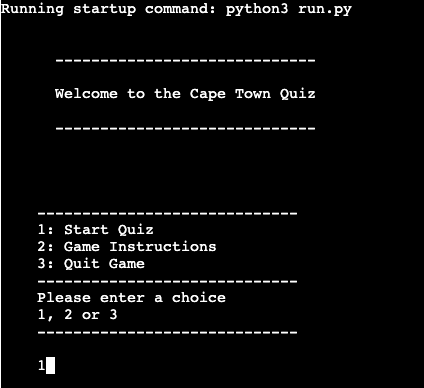 Running startup command: python3 run.py
-----------------------------
Welcome to the Cape Town Quiz
-----------------------------
-----------------------------
1: Start Quiz
2: Game Instructions
3: Quit Game
-----------------------------
Please enter a choice
1, 2 or 3
-----------------------------
1